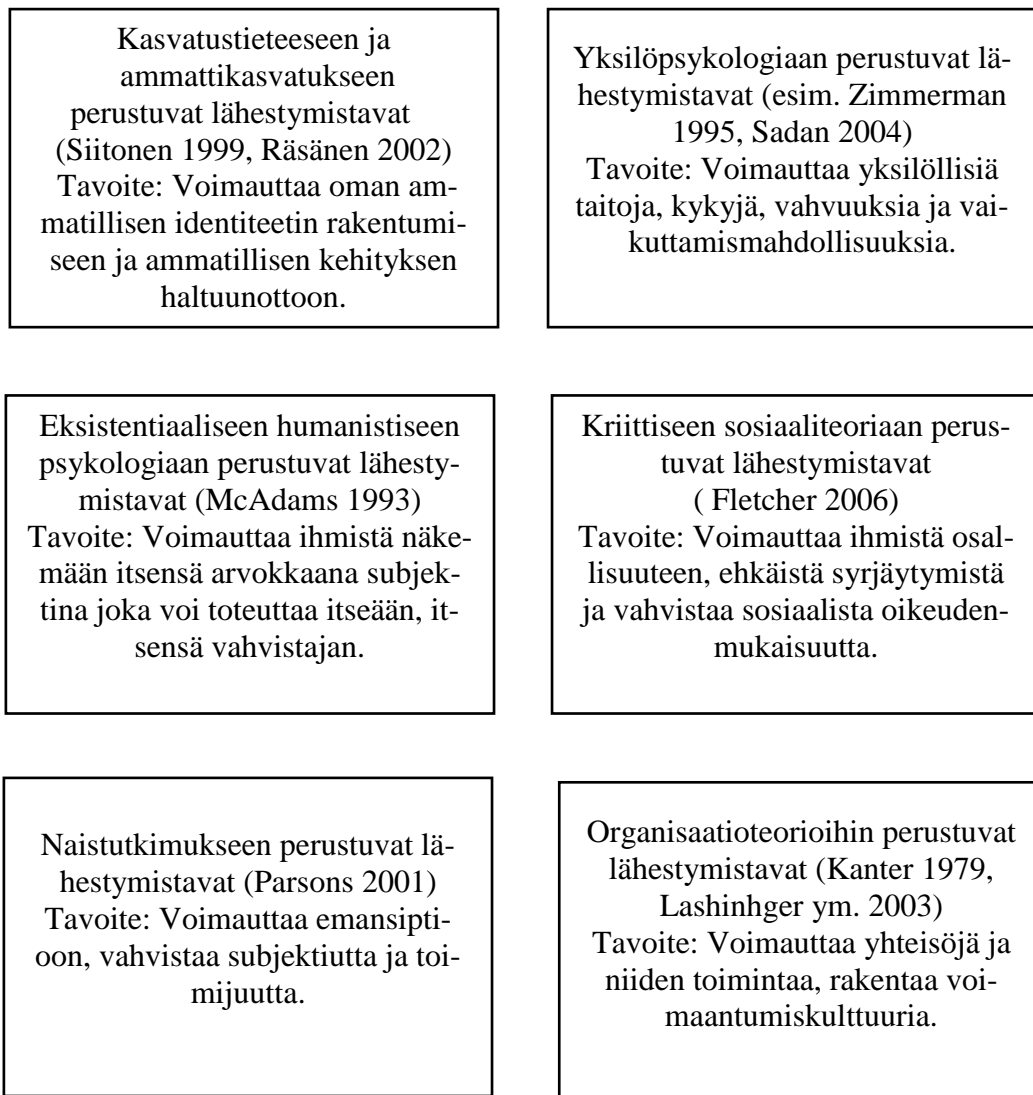 Kasvatustieteeseen ja
ammattikasvatukseen
perustuvat lähestymistavat
(Siitonen 1999, Räsänen 2002)
Tavoite: Voimauttaa oman am-
matillisen identiteetin rakentumi-
seen ja ammatillisen kehityksen
haltuunottoon.
Yksilöpsykologiaan perustuvat lä-
hestymistavat (esim. Zimmerman
1995, Sadan 2004)
Tavoite: Voimauttaa yksilöllisiä
taitoja, kykyjä, vahvuuksia ja vai-
kuttamismahdollisuuksia.
Eksistentiaaliseen humanistiseen
psykologiaan perustuvat lähesty-
mistavat (McAdams 1993)
Tavoite: Voimauttaa ihmistä näke-
mään itsensä arvokkaana subjek-
tina joka voi toteuttaa itseään, it-
sensä vahvistajan.
Kriittiseen sosiaaliteoriaan perus-
tuvat lähestymistavat
( Fletcher 2006)
Tavoite: Voimauttaa ihmistä osal-
lisuuteen, ehkäistä syrjäytymistä
ja vahvistaa sosiaalista oikeuden-
mukaisuutta.
Naistutkimukseen perustuvat lä-
hestymistavat (Parsons 2001)
Tavoite: Voimauttaa emansipti-
oon, vahvistaa subjektiutta ja toi-
mijuutta.
Organisaatioteorioihin perustuvat
lähestymistavat (Kanter 1979,
Lashinhger ym. 2003)
Tavoite: Voimauttaa yhteisöjä ja
niiden toimintaa, rakentaa voi-
maantumiskulttuuria.